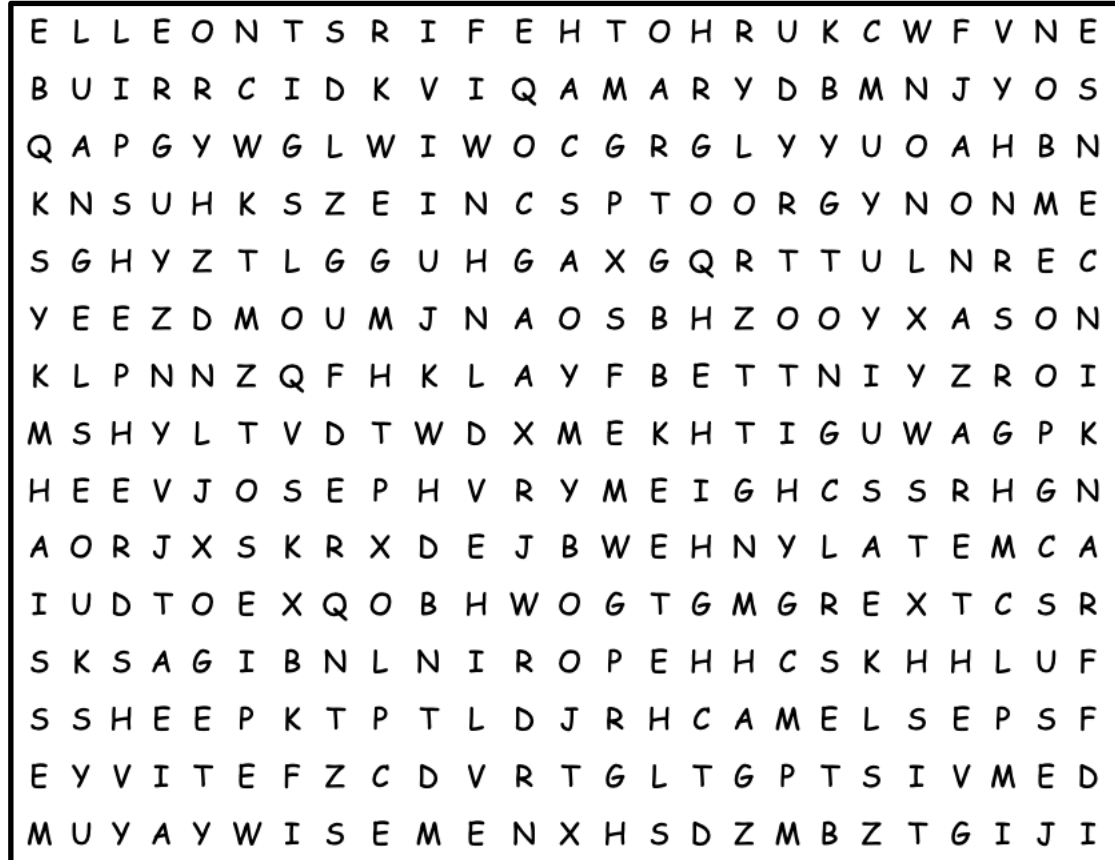 E L L E O N T S R I F E H T O H R U K C W F V N E
B U I R R C I D K V I Q A M A R Y D B M N J Y O S
Q A P G Y W G L W I W O C G R G L Y Y U O A H B N
K N S U H K S Z E I N C S P T O O R G Y N O N M E
S G H Y Z T L G G U H G A X G Q R T T U L N R E C
Y E E Z D M O U M J N A O S B H Z O O Y X A S O N
K L P N N Z Q F H K L A Y F B E T T N I Y Z R O I
M S H Y L T V D T W D X M E K H T I G U W A G P K
H E E V J O S E P H V R Y M E I G H C S S R H G N
A O R J X S K R X D E J B W E H N Y L A T E M C A
I U D T O E X Q O B H W O G T G M G R E X T C S R
S K S A G I B N L N I R O P E H H C S K H H L U F
S S H E E P K T P T L D J R H C A M E L S E P S F
E Y V I T E F Z C D V R T G L T G P T S I V M E D
M U Y A Y W I S E M E N X H S D Z M B Z T G I J I